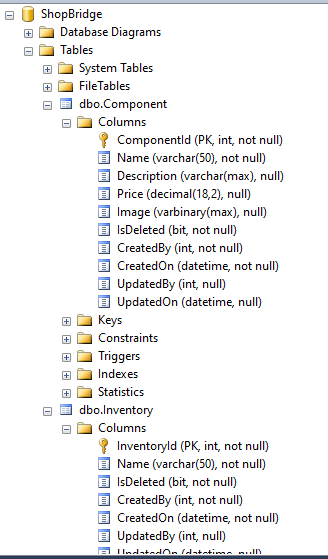 ShopBridge
Database Diagrams
Tables
System Tables
FileTables
dbo.Component
Columns
ComponentId (PK, int, not null)
Name (varchar(50), not null)
Description (varchar(max), null)
Price (decimal(18,2), null)
Image (varbinary(max), null)
IsDeleted (bit, not null)
CreatedBy (int, not null)
CreatedOn (datetime, not null)
UpdatedBy (int, null)
UpdatedOn (datetime, null)
Keys
Constraints
Triggers
Indexes
Statistics
dbo.Inventory
Columns
InventoryId (PK, int, not null)
Name (varchar(50), not null)
IsDeleted (bit, not null)
CreatedBy (int, not null)
CreatedOn (datetime, not null)
UpdatedBy (int, null)
UpdatedOn (datetime, null)